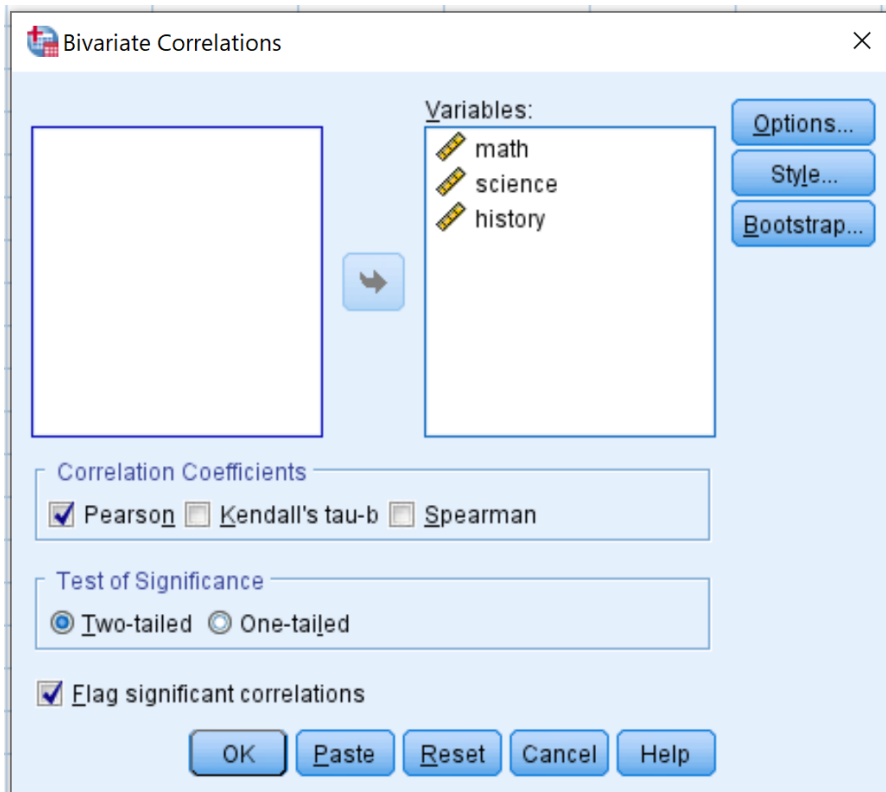 Bivariate Correlations
Variables:
math
science
history
Options...
Style...
Bootstrap...
Correlation Coefficients
Pearson Kendall's tau-b Spearman
Test of Significance
Two-tailed One-tailed
Flag significant correlations
OK Paste Reset Cancel Help